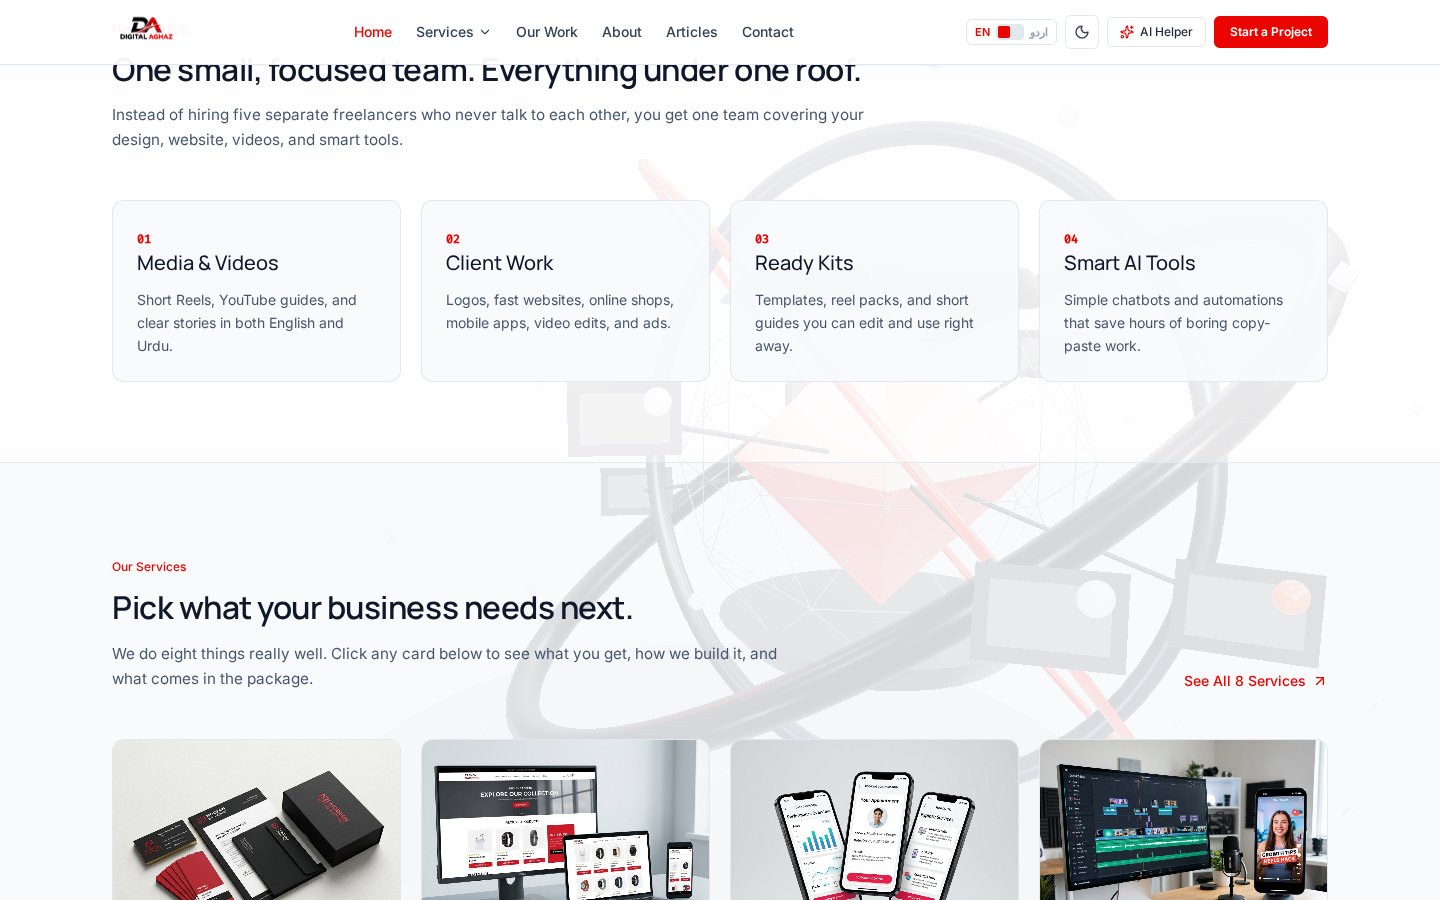 DA
DIGITAL AGHAZ
Home
Services
Our Work
About
Articles
Contact
EN
اردو
AI Helper
Start a Project
One small, focused team. Everything under one roof.
Instead of hiring five separate freelancers who never talk to each other, you get one team covering your
design, website, videos, and smart tools.
01
Media & Videos
Short Reels, YouTube guides, and
clear stories in both English and
Urdu.
02
Client Work
Logos, fast websites, online shops,
mobile apps, video edits, and ads.
03
Ready Kits
Templates, reel packs, and short
guides you can edit and use right
away.
04
Smart AI Tools
Simple chatbots and automations
that save hours of boring copy-
paste work.
Our Services
Pick what your business needs next.
We do eight things really well. Click any card below to see what you get, how we build it, and
what comes in the package.
See All 8 Services
EXPLORE OUR COLLECTION
Your Appointment
GROWTH TIPS
REELS HACK